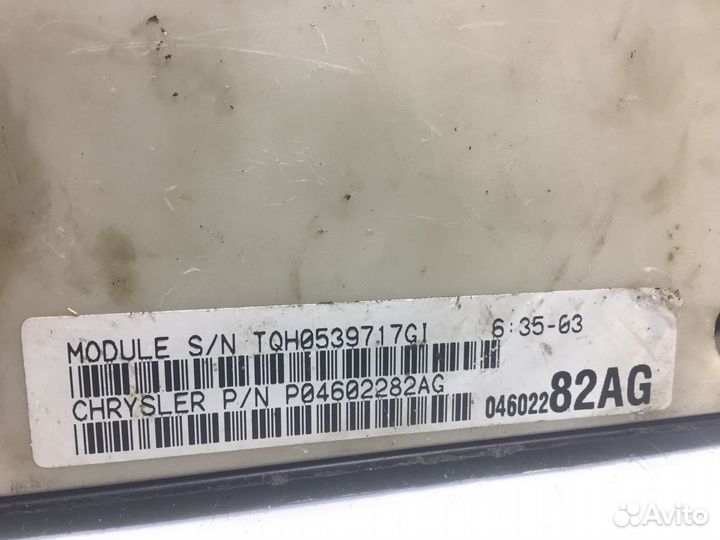 MODULE S/N TQH0539717GI 6:35-03
CHRYSLER P/N P04602282AG
04602282AG
Avito